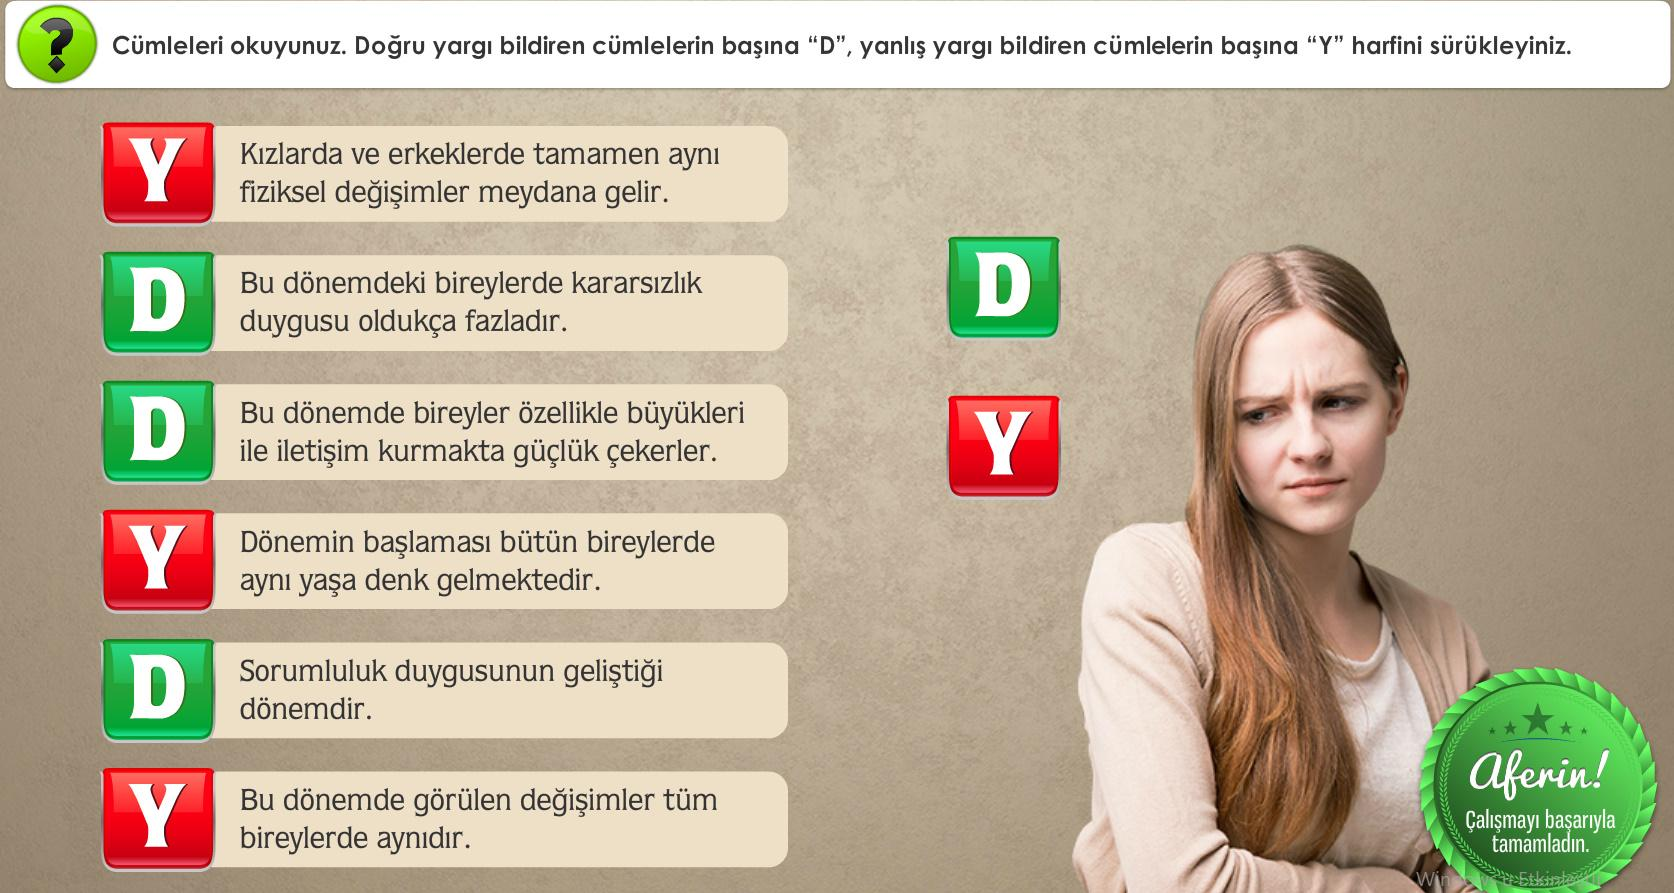 ?
Cümleleri okuyunuz. Doğru yargı bildiren cümlelerin başına “D”, yanlış yargı bildiren cümlelerin başına “Y” harfini sürükleyiniz.
Y
Kızlarda ve erkeklerde tamamen aynı
fiziksel değişimler meydana gelir.
D
Bu dönemdeki bireylerde kararsızlık
duygusu oldukça fazladır.
D
Bu dönemde bireyler özellikle büyükleri
ile iletişim kurmakta güçlük çekerler.
Y
Dönemin başlaması bütün bireylerde
aynı yaşa denk gelmektedir.
D
Sorumluluk duygusunun geliştiği
dönemdir.
Y
Bu dönemde görülen değişimler tüm
bireylerde aynıdır.
D
Y
Aferin!
Çalışmayı başarıyla
tamamladın.